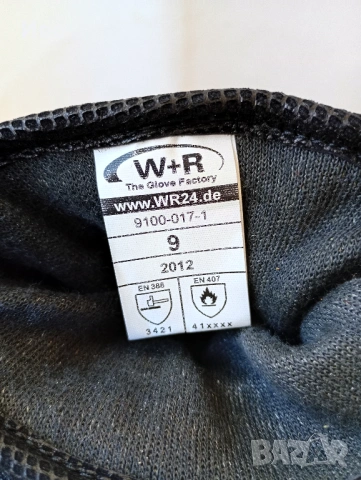 W+R
The Glove Factory
www.WR24.de
9100-017-1
9
2012
EN 388
EN 407
3421
41xxxx
BAZAR